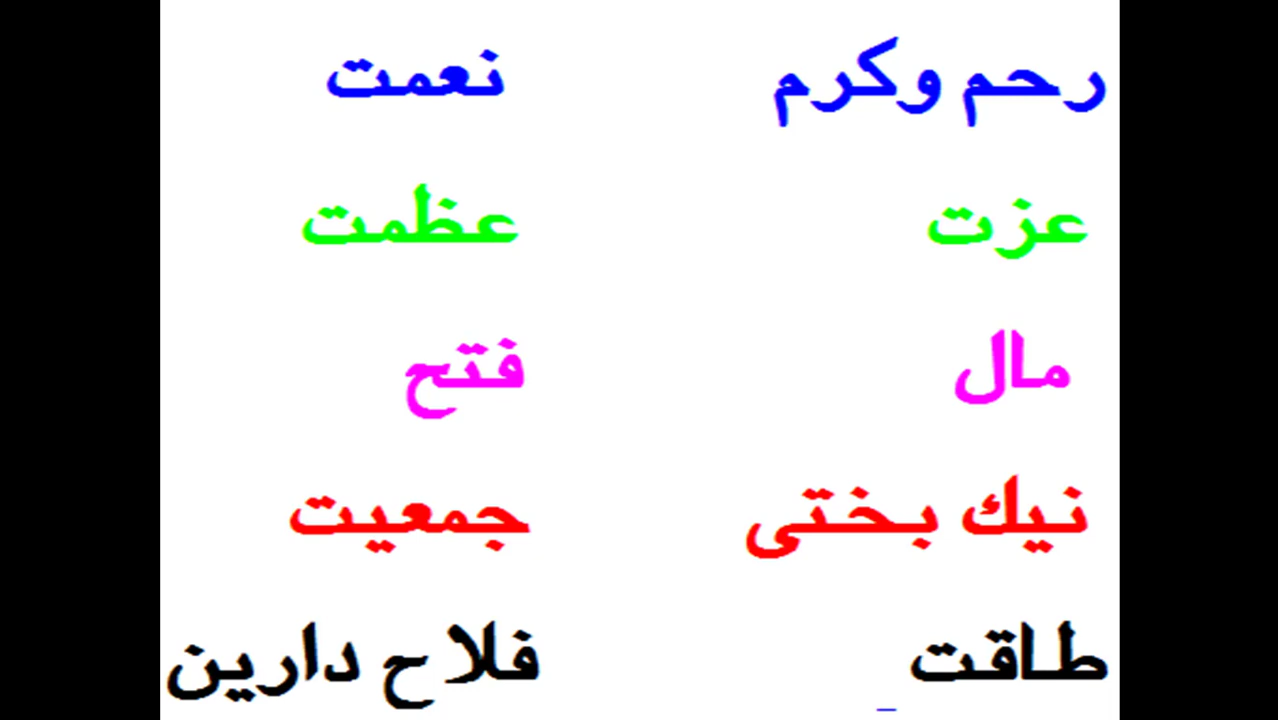 رحم وكرم نعمت
عزت عظمت
مال فتح
نيك بختى جمعيت
طاقت فلاح دارين